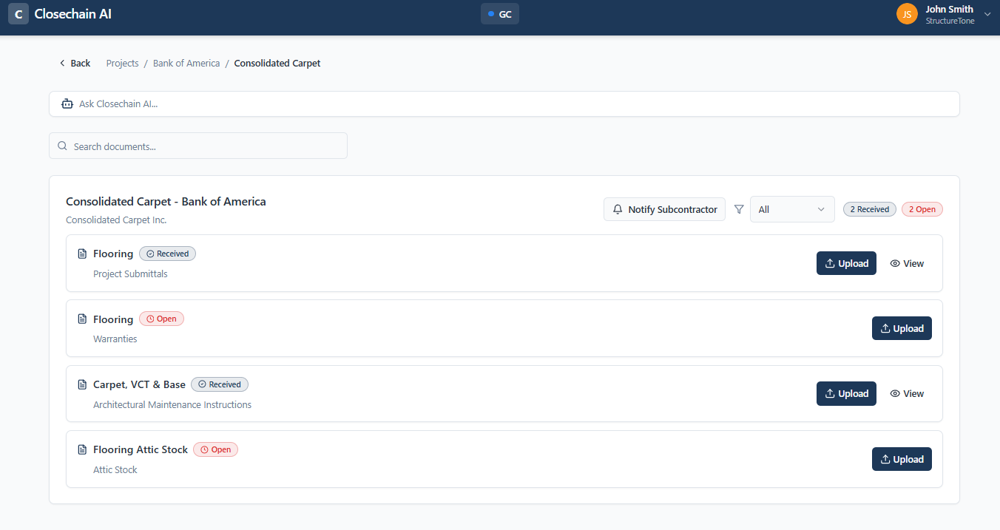 C Closechain AI
GC
JS
John Smith
StructureTone
Back Projects / Bank of America / Consolidated Carpet
Ask Closechain AI...
Search documents...
Consolidated Carpet - Bank of America
Consolidated Carpet Inc.
Notify Subcontractor
All
2 Received
2 Open
Flooring Received
Project Submittals
Upload View
Flooring Open
Warranties
Upload
Carpet, VCT & Base Received
Architectural Maintenance Instructions
Upload View
Flooring Attic Stock Open
Attic Stock
Upload